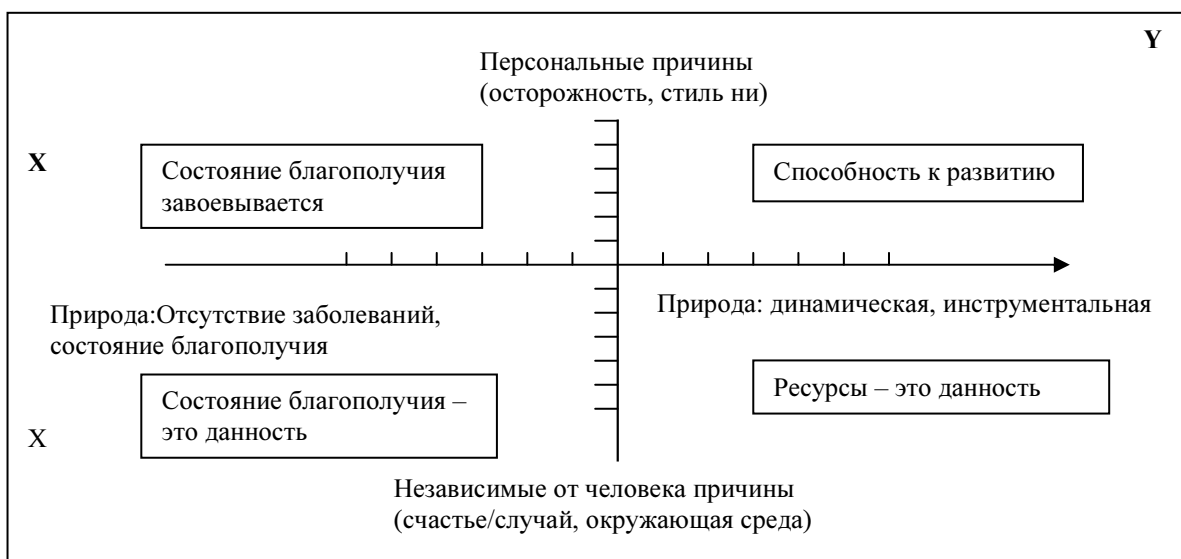 Y
Персональные причины
(осторожность, стиль ни)
X
Состояние благополучия
завоевывается
Способность к развитию
Природа:Отсутствие заболеваний,
состояние благополучия
Природа: динамическая, инструментальная
Состояние благополучия –
это данность
Ресурсы – это данность
X
Независимые от человека причины
(счастье/случай, окружающая среда)